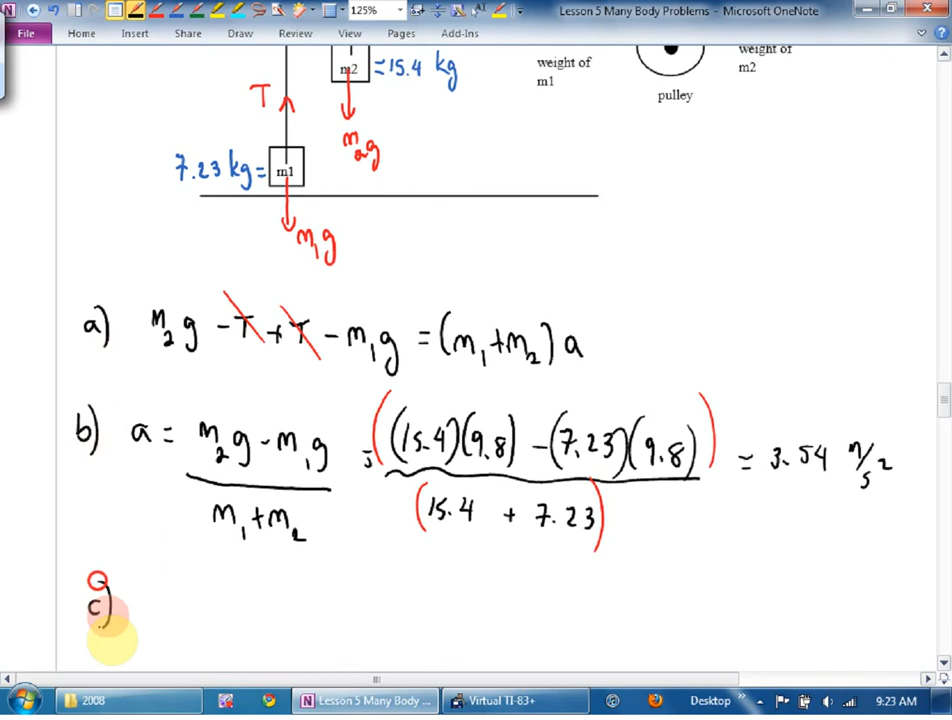 Lesson 5 Many Body Problems - Microsoft OneNote
125%
File Home Insert Share Draw Review View Pages Add-Ins
m2 =15.4 kg
weight of m1
pulley
weight of m2
T
m₂g
7.23 kg= m1
m₁g
a) m₂g - T + T - m₁g = (m₁+m₂) a
b) a = m₂g - m₁g / m₁+m₂ = ((15.4)(9.8) - (7.23)(9.8)) / (15.4 + 7.23) = 3.54 m/s2
c)
2008
Lesson 5 Many Body ...
Virtual TI-83+
Desktop
9:23 AM